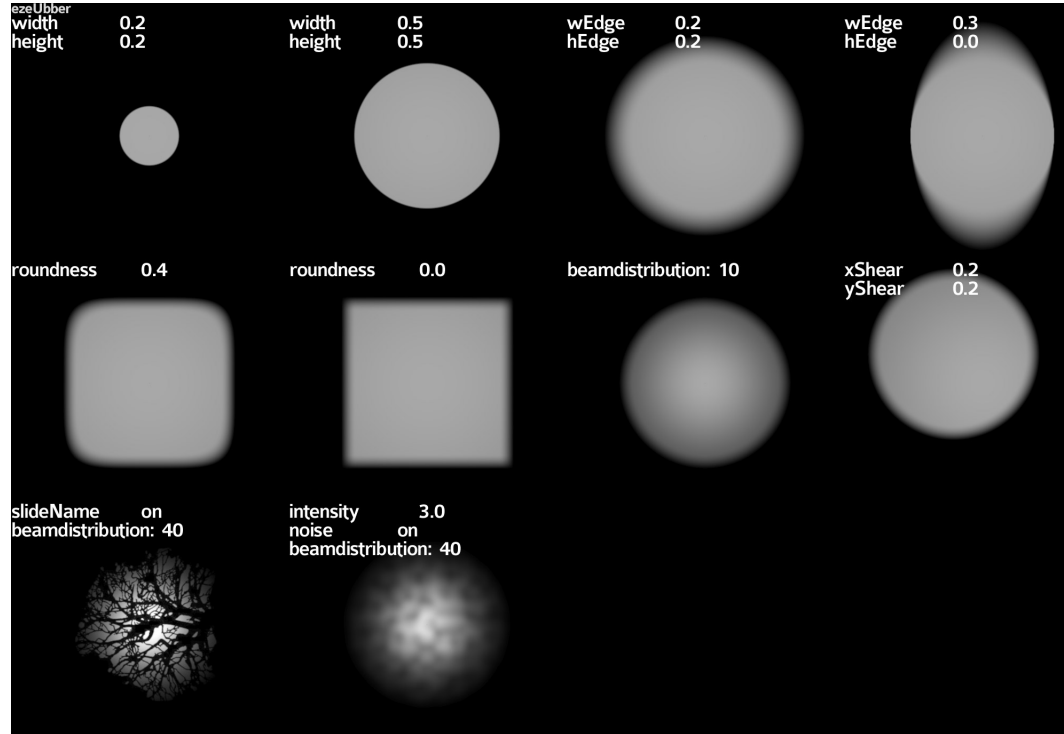 ezeUbber
width 0.2
height 0.2
width 0.5
height 0.5
wEdge 0.2
hEdge 0.2
wEdge 0.3
hEdge 0.0
roundness 0.4
roundness 0.0
beamdistribution: 10
xShear 0.2
yShear 0.2
slideName on
beamdistribution: 40
intensity 3.0
noise on
beamdistribution: 40